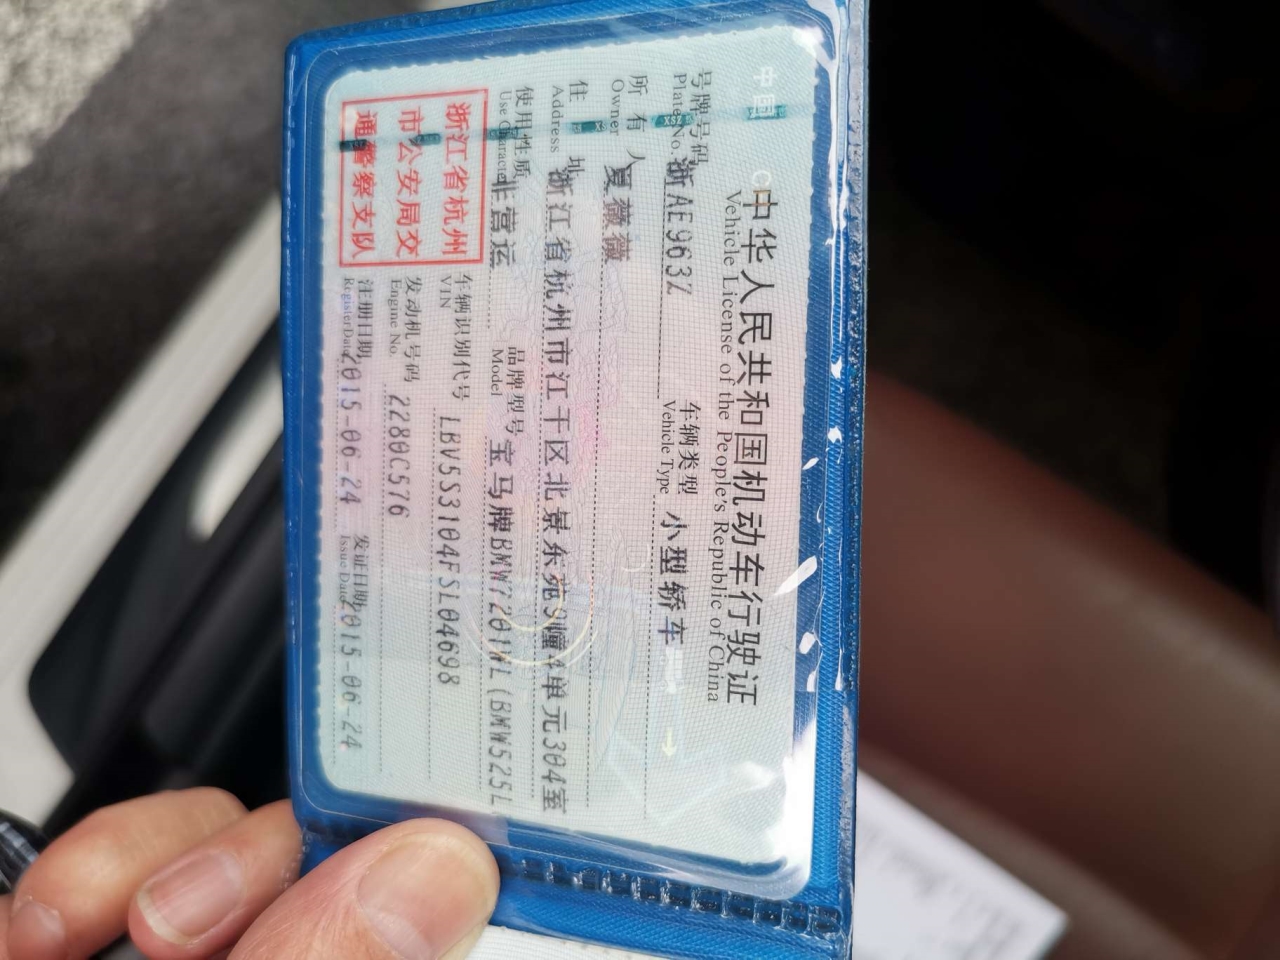 中华人民共和国机动车行驶证
Vehicle License of the People's Republic of China
号牌号码 浙AE963Z 车辆类型 小型轿车
Plate No. Vehicle Type
所有人 夏薇薇
Owner
住址 浙江省杭州市江干区北景东苑9幢4单元304室
Address
使用性质 非营运 品牌型号 宝马牌BMW7201WL(BMW525L
Use Character Model
浙江省杭州
市公安局交
通警察支队
车辆识别代号 LBV5S3104FSL04698
VIN
发动机号码 2280C576
Engine No.
注册日期 2015-06-24 发证日期 2015-06-24
Register Date Issue Date